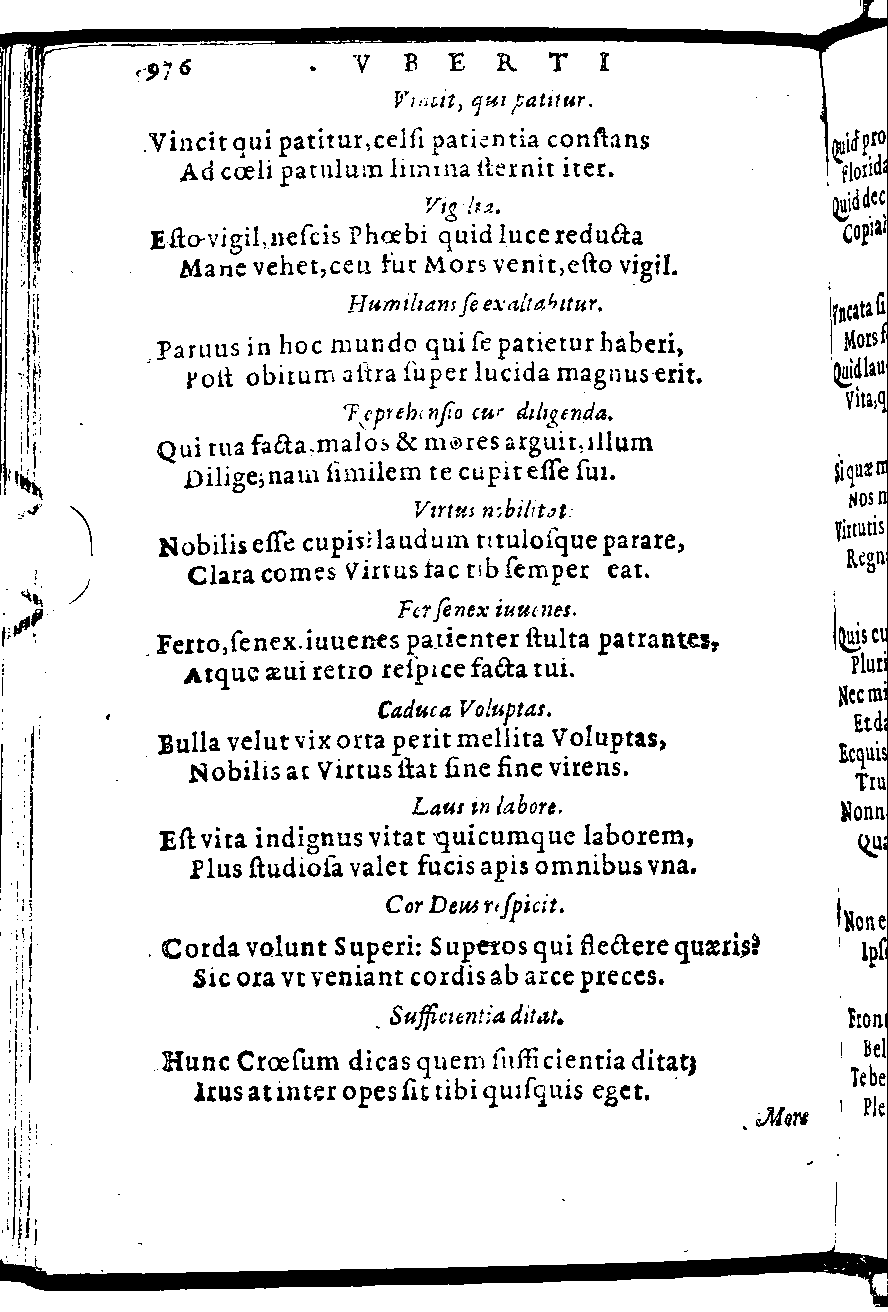 976 VBERTI
Vincit, qui patitur.
Vincit qui patitur, celsi patientia constans
Ad cœli patulum limina sternit iter.
Vigilia.
Esto vigil, nescis Phœbi quid luce reducta
Mane vehet, ceu fur Mors venit, esto vigil.
Humilians se exaltabitur.
Paruus in hoc mundo qui se patietur haberi,
Post obitum astra super lucida magnus erit.
Reprehensio cur diligenda.
Qui tua facta, malos & mores arguit, illum
Dilige; nam similem te cupit esse sui.
Virtus nobilitat.
Nobilis esse cupis? laudum titulosque parare,
Clara comes Virtus fac tibi semper eat.
Fer senex iuuenes.
Ferto, senex, iuuenes patienter stulta patrantes,
Atque æui retro respice facta tui.
Caduca Voluptas.
Bulla velut vix orta perit mellita Voluptas,
Nobilis at Virtus stat sine fine virens.
Laus in labore.
Est vita indignus vitat quicumque laborem,
Plus studiosa valet fucis apis omnibus vna.
Cor Deus respicit.
Corda volunt Superi: Superos qui flectere quæris?
Sic ora vt veniant cordis ab arce preces.
Sufficientia ditat.
Hunc Crœsum dicas quem sufficientia ditat;
Irus at inter opes sit tibi quisquis eget.
Mors
Quid pro
florida
Quid dec
Copia
Mors f
Quid lau
Vita, q
Si quæ m
Nos n
Virtutis
Regn
Quis cu
Pluri
Nec mi
Et da
Ecquis
Tru
Nonn
Qua
Non e
Ips
Fron
Bel
Tebe
Ple